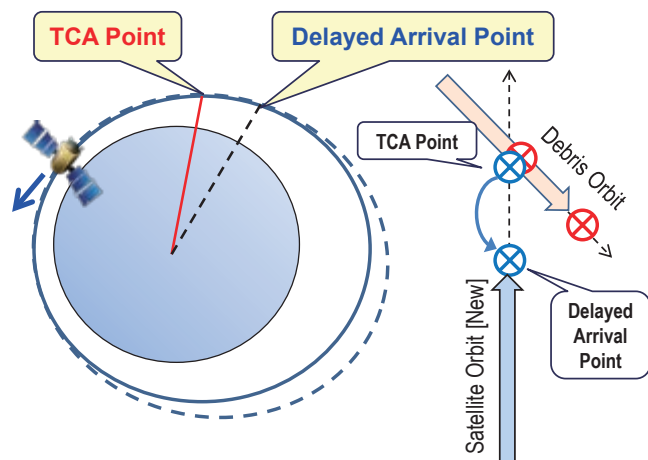 TCA Point
Delayed Arrival Point
TCA Point
Debris Orbit
Satellite Orbit [New]
Delayed
Arrival
Point